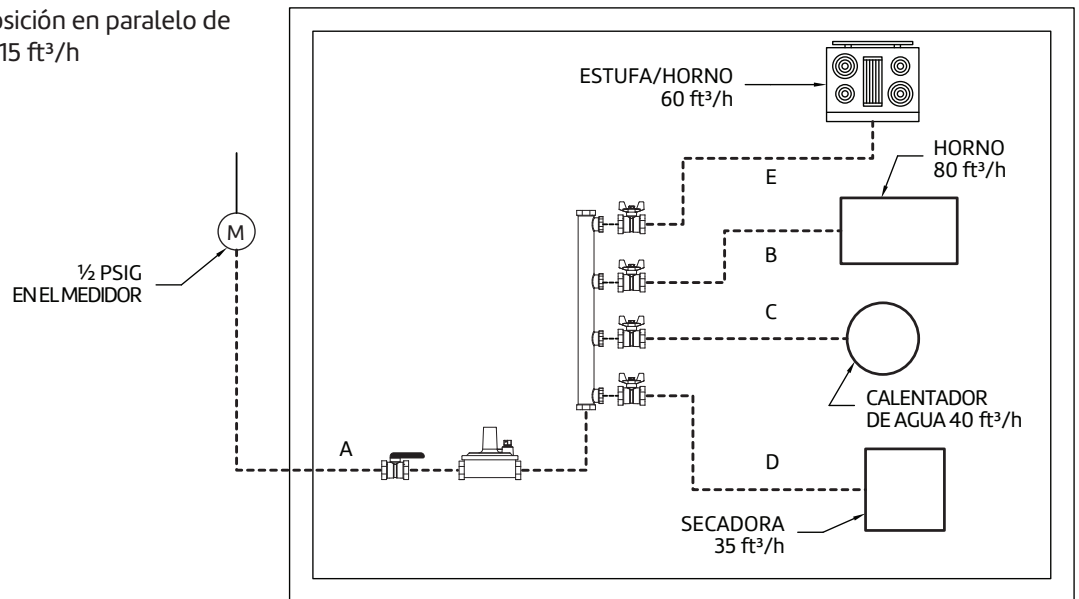 osición en paralelo de
15 ft³/h
ESTUFA/HORNO
60 ft³/h
HORNO
80 ft³/h
E
M
B
½ PSIG
EN EL MEDIDOR
C
CALENTADOR
DE AGUA 40 ft³/h
A
D
SECADORA
35 ft³/h